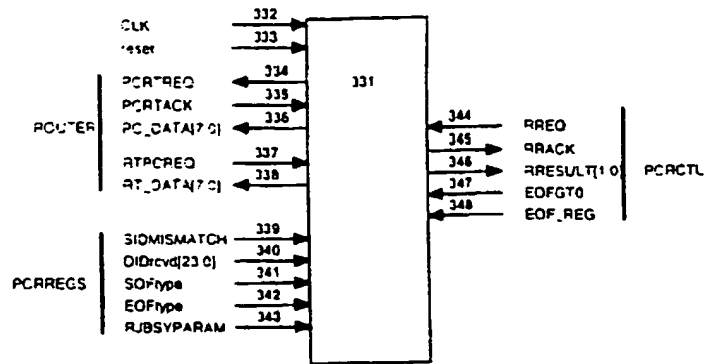 CLK 332
reset 333
PCRTREQ 334
PCRTACK 335
PC_DATA[7:0] 336
RTPCREQ 337
RT_DATA[7:0] 338
ROUTER
331
344 RREQ
345 RRACK
346 RRESULT[1:0]
347 EOFGT0
348 EOF_REG
PCRCTL
SIDMISMATCH 339
DIDrcvd[23:0] 340
SOFtype 341
EOFtype 342
RJBSYPARAM 343
PCRREGS